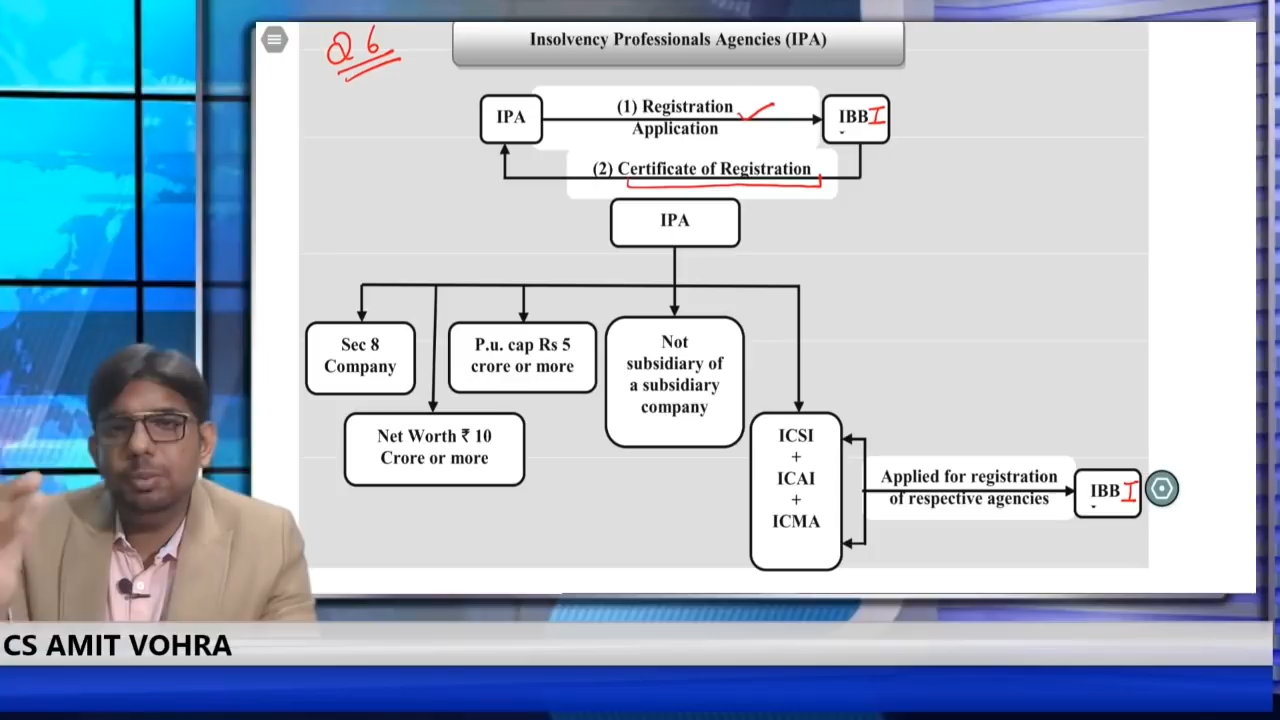 Q 6
Insolvency Professionals Agencies (IPA)
IPA
(1) Registration
Application
IBBI
(2) Certificate of Registration
IPA
Sec 8
Company
P.u. cap Rs 5
crore or more
Not
subsidiary of
a subsidiary
company
Net Worth ₹ 10
Crore or more
ICSI
+
ICAI
+
ICMA
Applied for registration
of respective agencies
IBBI
CS AMIT VOHRA